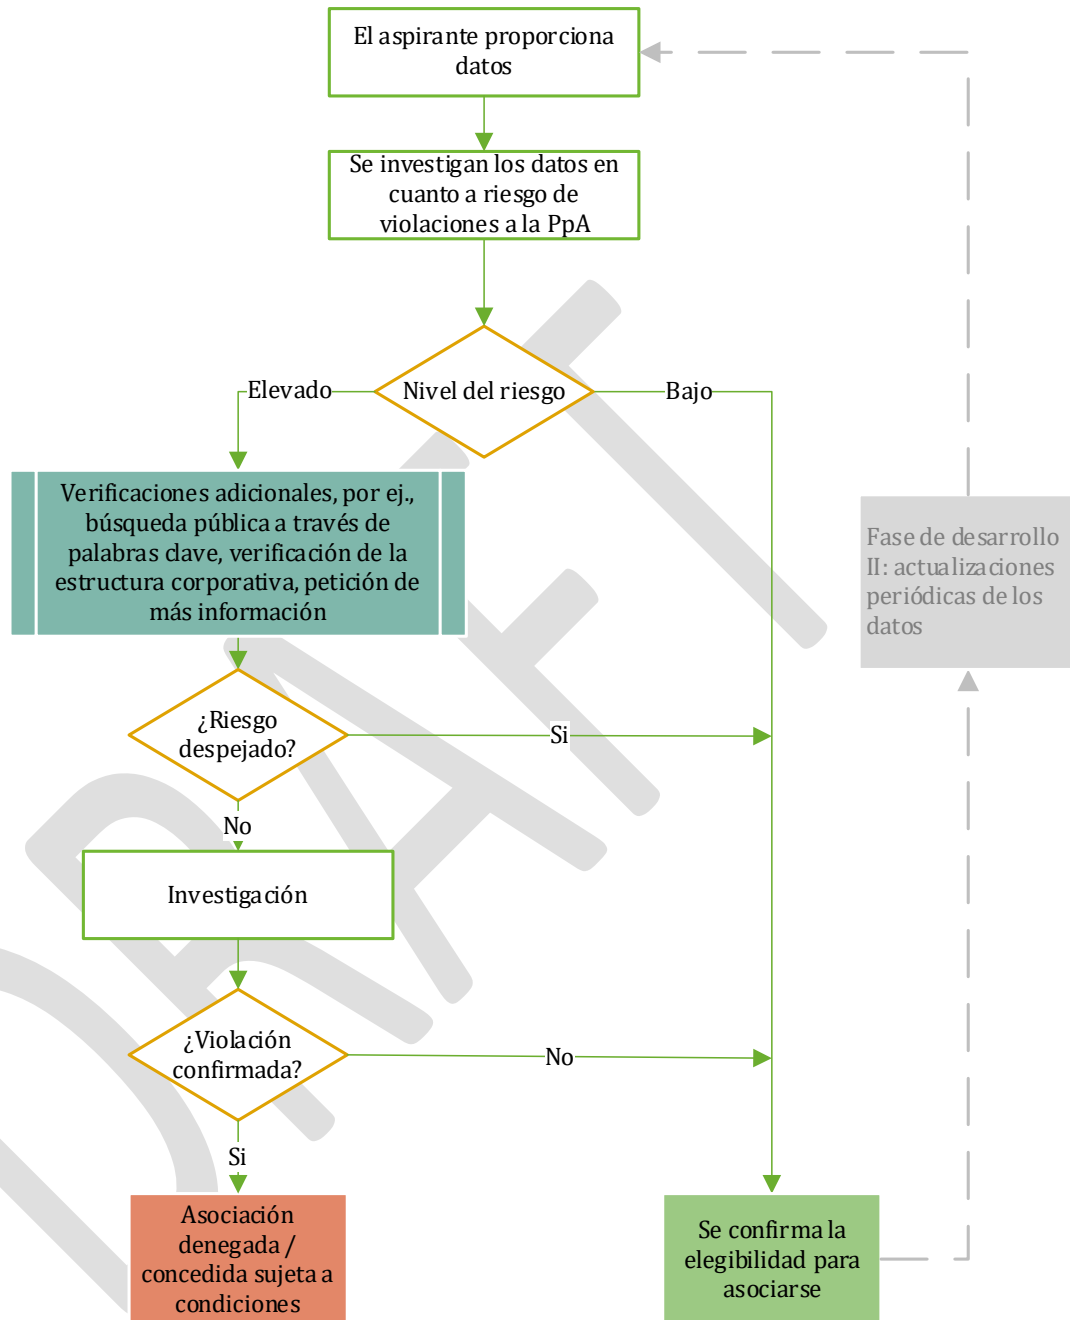 El aspirante proporciona
datos
Se investigan los datos en
cuanto a riesgo de
violaciones a la PpA
Elevado
Nivel del riesgo
Bajo
Verificaciones adicionales, por ej.,
búsqueda pública a través de
palabras clave, verificación de la
estructura corporativa, petición de
más información
Fase de desarrollo
II: actualizaciones
periódicas de los
datos
¿Riesgo
despejado?
Si
No
Investigación
¿Violación
confirmada?
No
Si
Asociación
denegada /
concedida sujeta a
condiciones
Se confirma la
elegibilidad para
asociarse
DRAFT